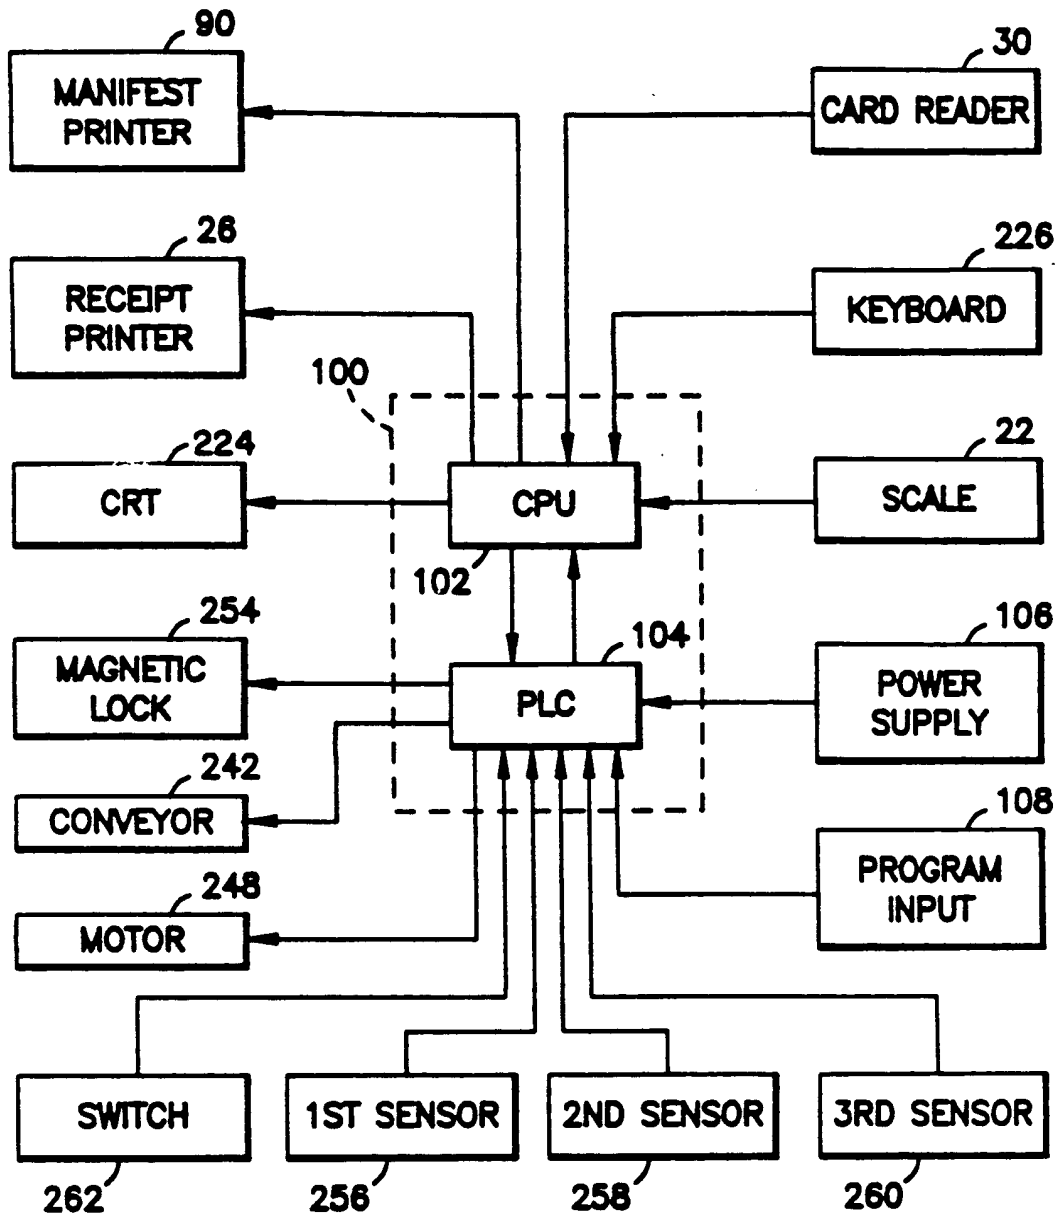 90
MANIFEST
PRINTER
30
CARD READER
26
RECEIPT
PRINTER
226
KEYBOARD
100
224
CRT
CPU
102
22
SCALE
254
MAGNETIC
LOCK
104
PLC
106
POWER
SUPPLY
242
CONVEYOR
108
PROGRAM
INPUT
248
MOTOR
SWITCH
262
1ST SENSOR
256
2ND SENSOR
258
3RD SENSOR
260